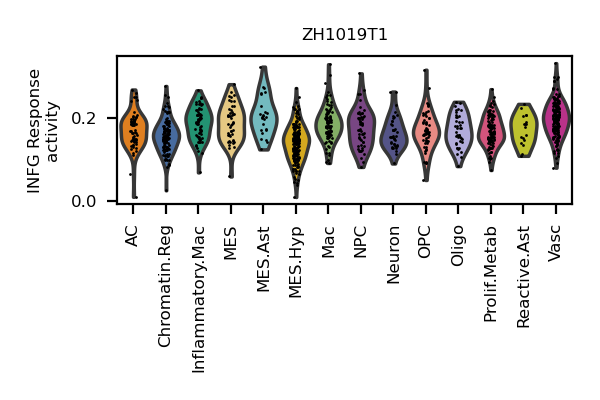 ZH1019T1
INFG Response
activity
0.2
0.0
AC
Chromatin.Reg
Inflammatory.Mac
MES
MES.Ast
MES.Hyp
Mac
NPC
Neuron
OPC
Oligo
Prolif.Metab
Reactive.Ast
Vasc